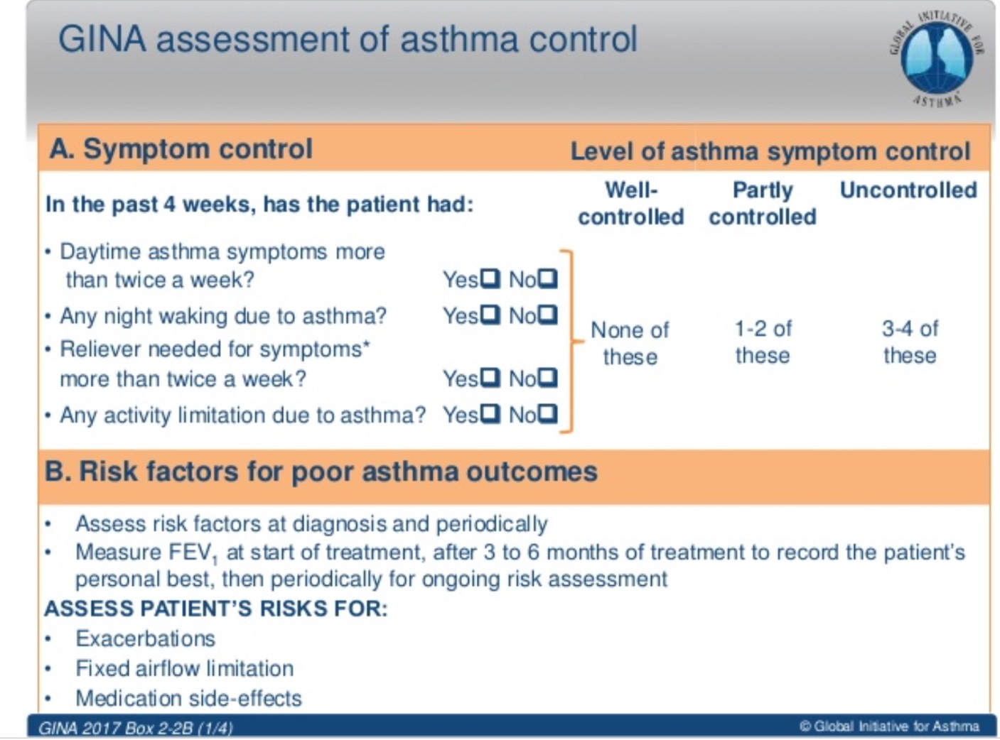 GINA assessment of asthma control
GLOBAL INITIATIVE FOR
ASTHMA
A. Symptom control
Level of asthma symptom control
In the past 4 weeks, has the patient had:
Well-
controlled
Partly
controlled
Uncontrolled
• Daytime asthma symptoms more
than twice a week? Yes❑ No❑
• Any night waking due to asthma? Yes❑ No❑
• Reliever needed for symptoms*
more than twice a week? Yes❑ No❑
• Any activity limitation due to asthma? Yes❑ No❑
None of
these
1-2 of
these
3-4 of
these
B. Risk factors for poor asthma outcomes
• Assess risk factors at diagnosis and periodically
• Measure FEV₁ at start of treatment, after 3 to 6 months of treatment to record the patient’s
personal best, then periodically for ongoing risk assessment
ASSESS PATIENT’S RISKS FOR:
• Exacerbations
• Fixed airflow limitation
• Medication side-effects
GINA 2017 Box 2-2B (1/4)
© Global Initiative for Asthma